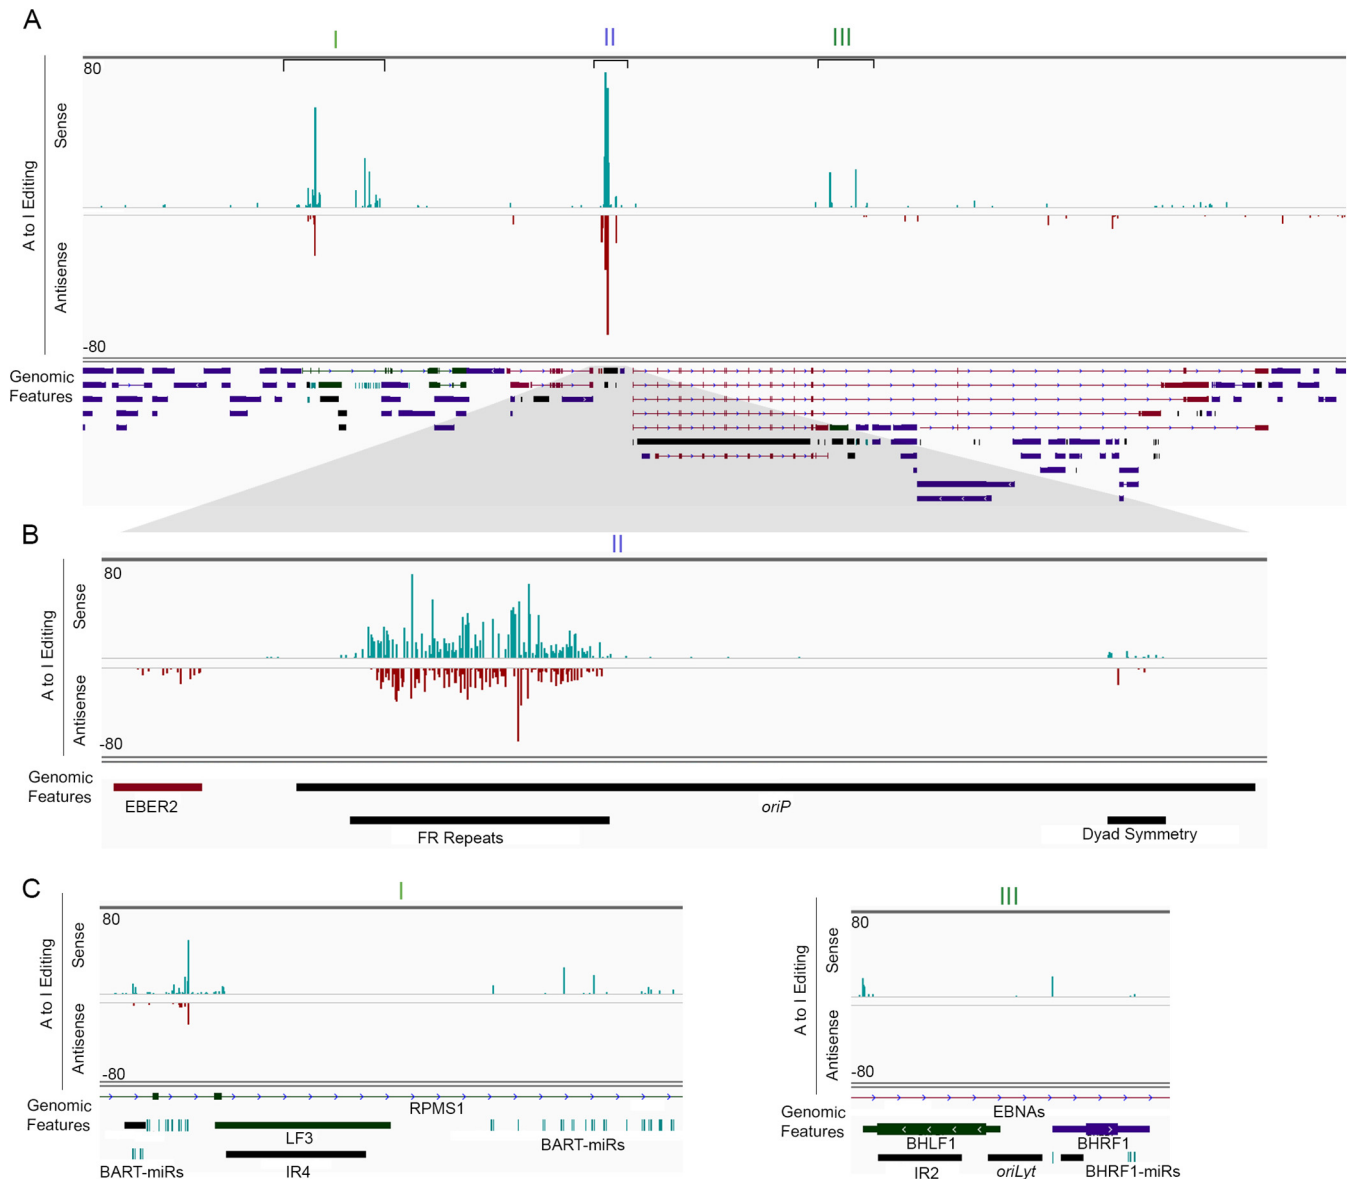 A
I
II
III
80
Sense
A to I Editing
Antisense
-80
Genomic
Features
B
II
80
Sense
A to I Editing
Antisense
-80
Genomic
Features
EBER2
oriP
FR Repeats
Dyad Symmetry
C
I
80
Sense
A to I Editing
Antisense
-80
Genomic
Features
RPMS1
LF3
BART-miRs
BART-miRs
IR4
III
80
Sense
A to I Editing
Antisense
-80
Genomic
Features
EBNAs
BHLF1
BHRF1
IR2
oriLyt
BHRF1-miRs